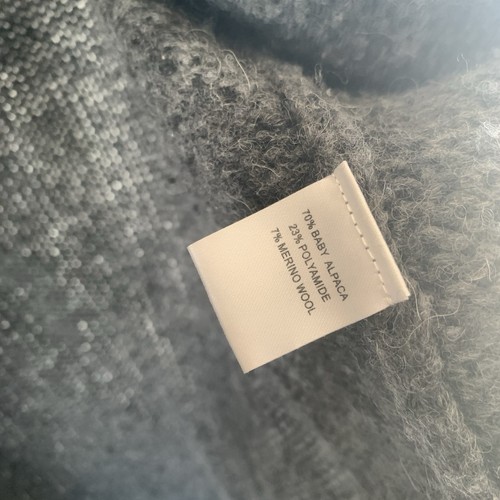 70% BABY ALPACA
23% POLYAMIDE
7% MERINO WOOL